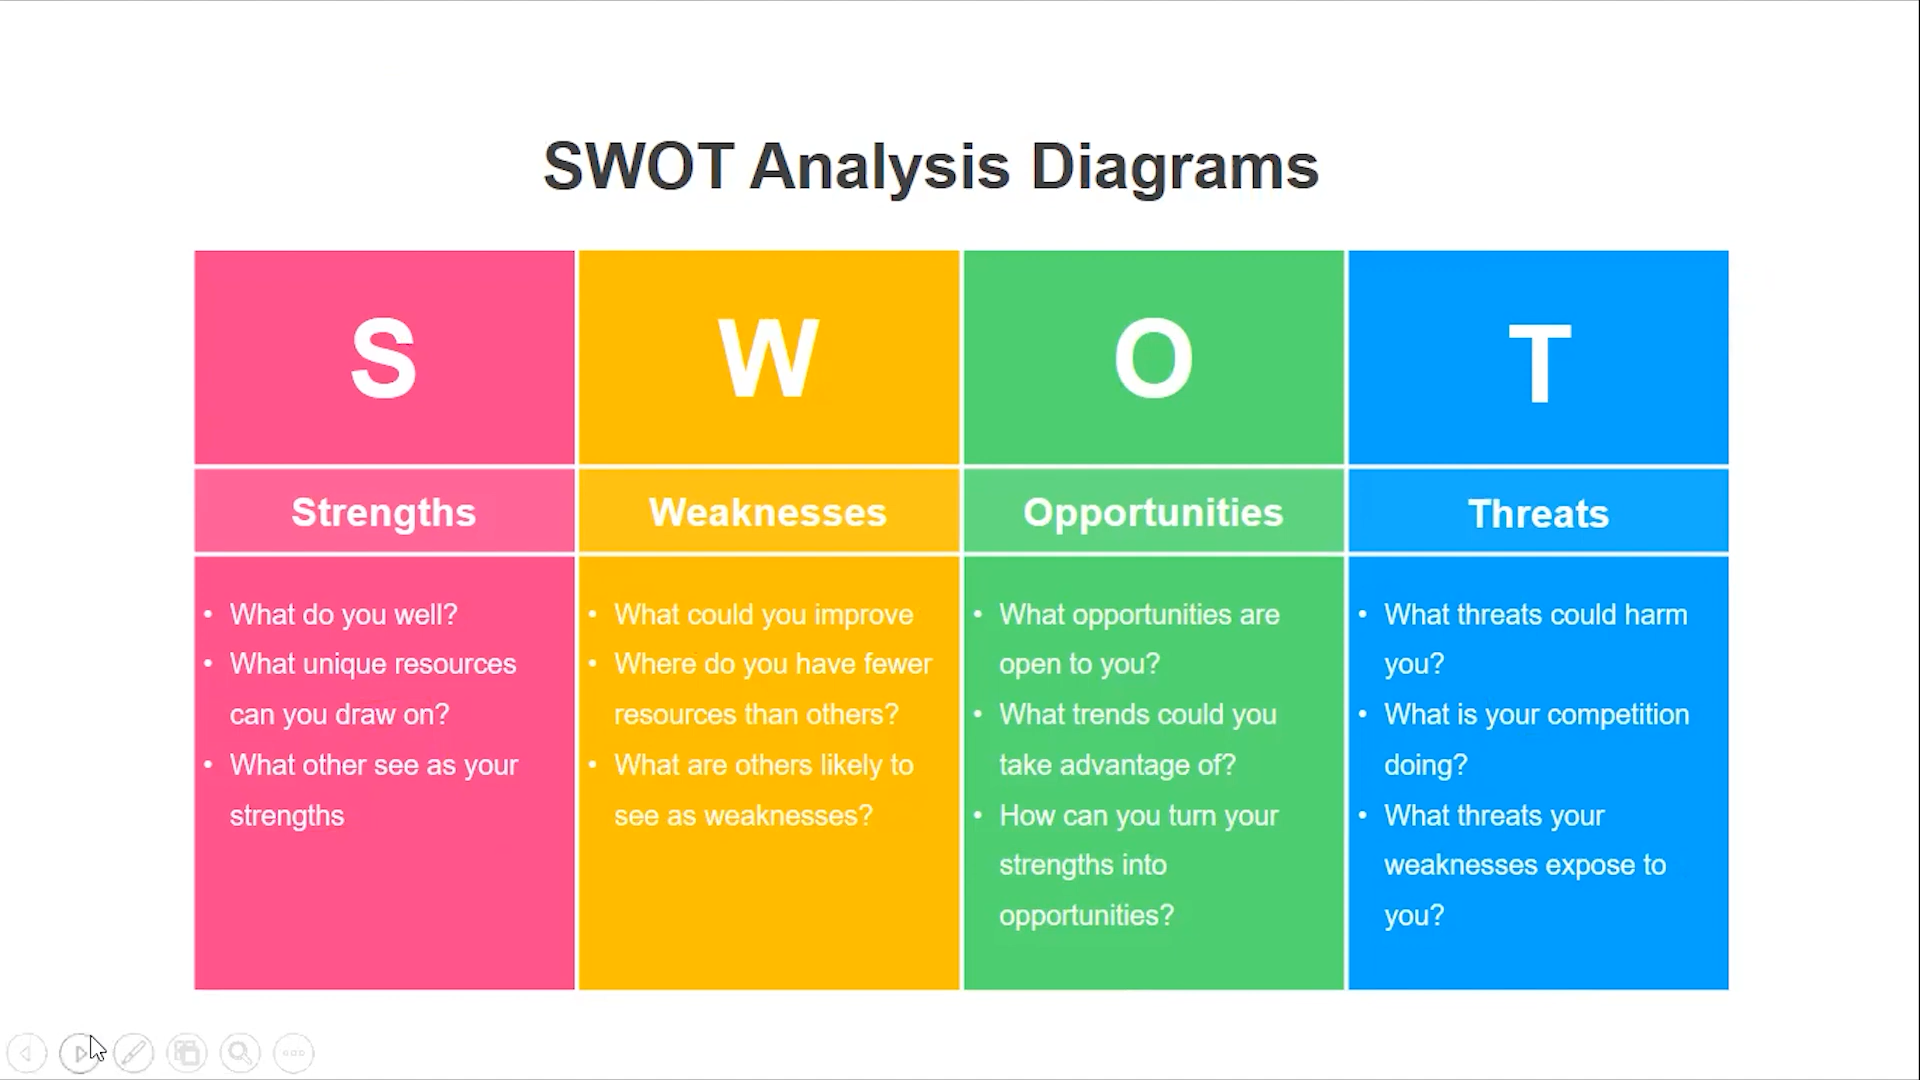 SWOT Analysis Diagrams
S
W
O
T
Strengths
Weaknesses
Opportunities
Threats
• What do you well?
• What unique resources
can you draw on?
• What other see as your
strengths
• What could you improve
• Where do you have fewer
resources than others?
• What are others likely to
see as weaknesses?
• What opportunities are
open to you?
• What trends could you
take advantage of?
• How can you turn your
strengths into
opportunities?
• What threats could harm
you?
• What is your competition
doing?
• What threats your
weaknesses expose to
you?